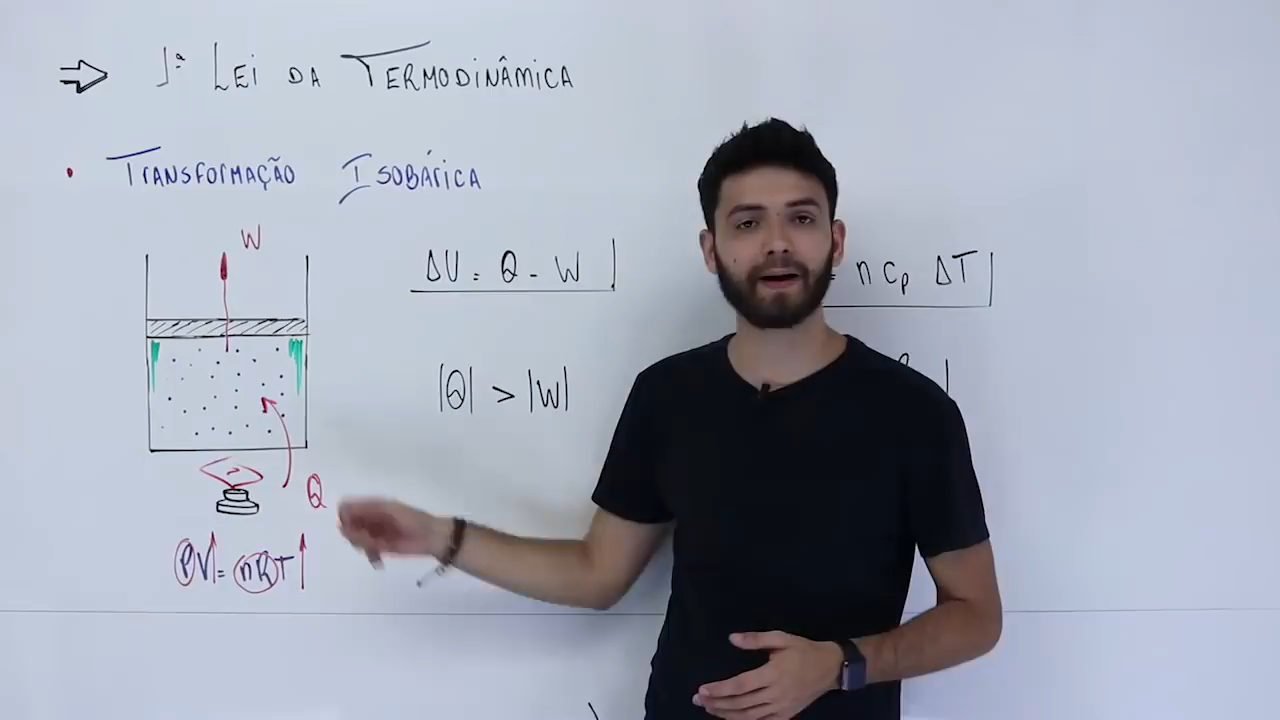 ⇒ 1ª LEI DA TERMODINÂMICA
• TRANSFORMAÇÃO ISOBÁRICA
W
ΔU = Q - W
= n Cp ΔT
|Q| > |W|
Q
PV↑ = nRT↑